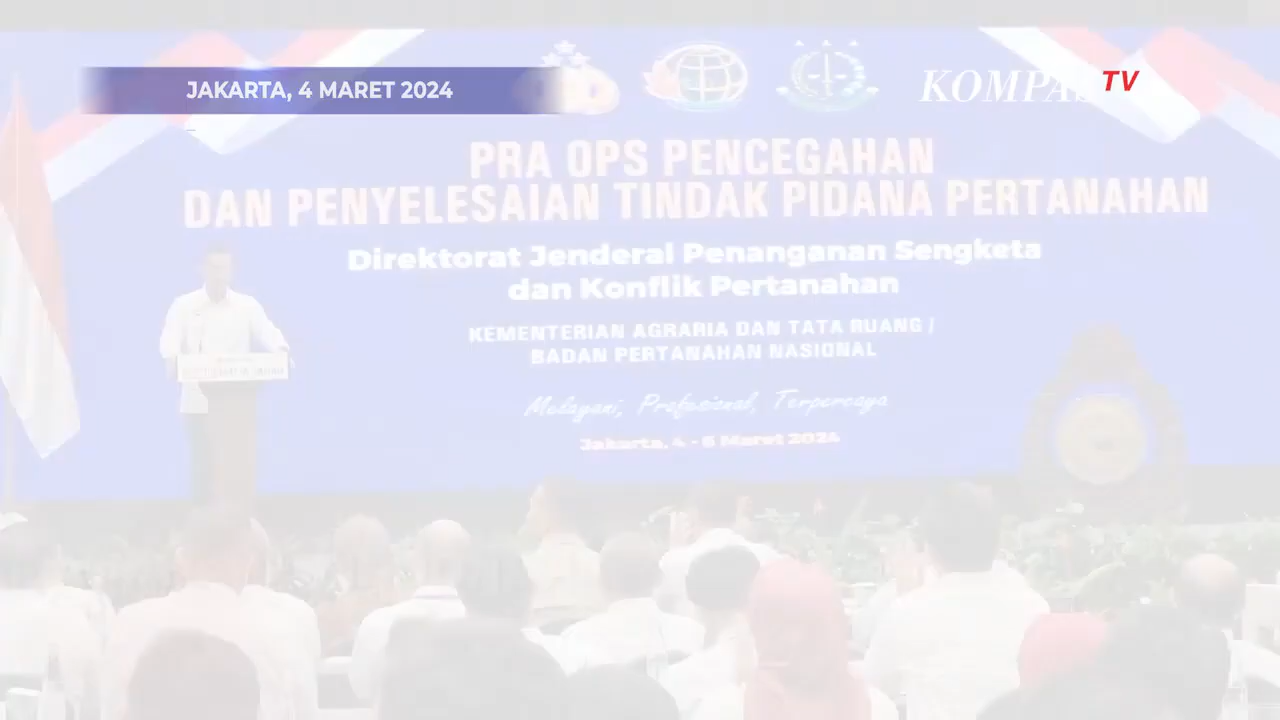 JAKARTA, 4 MARET 2024
KOMPAS TV
PRA OPS PENCEGAHAN
DAN PENYELESAIAN TINDAK PIDANA PERTANAHAN
Direktorat Jenderal Penanganan Sengketa
dan Konflik Pertanahan
KEMENTERIAN AGRARIA DAN TATA RUANG /
BADAN PERTANAHAN NASIONAL
Melayani, Profesional, Terpercaya
Jakarta, 4 - 6 Maret 2024